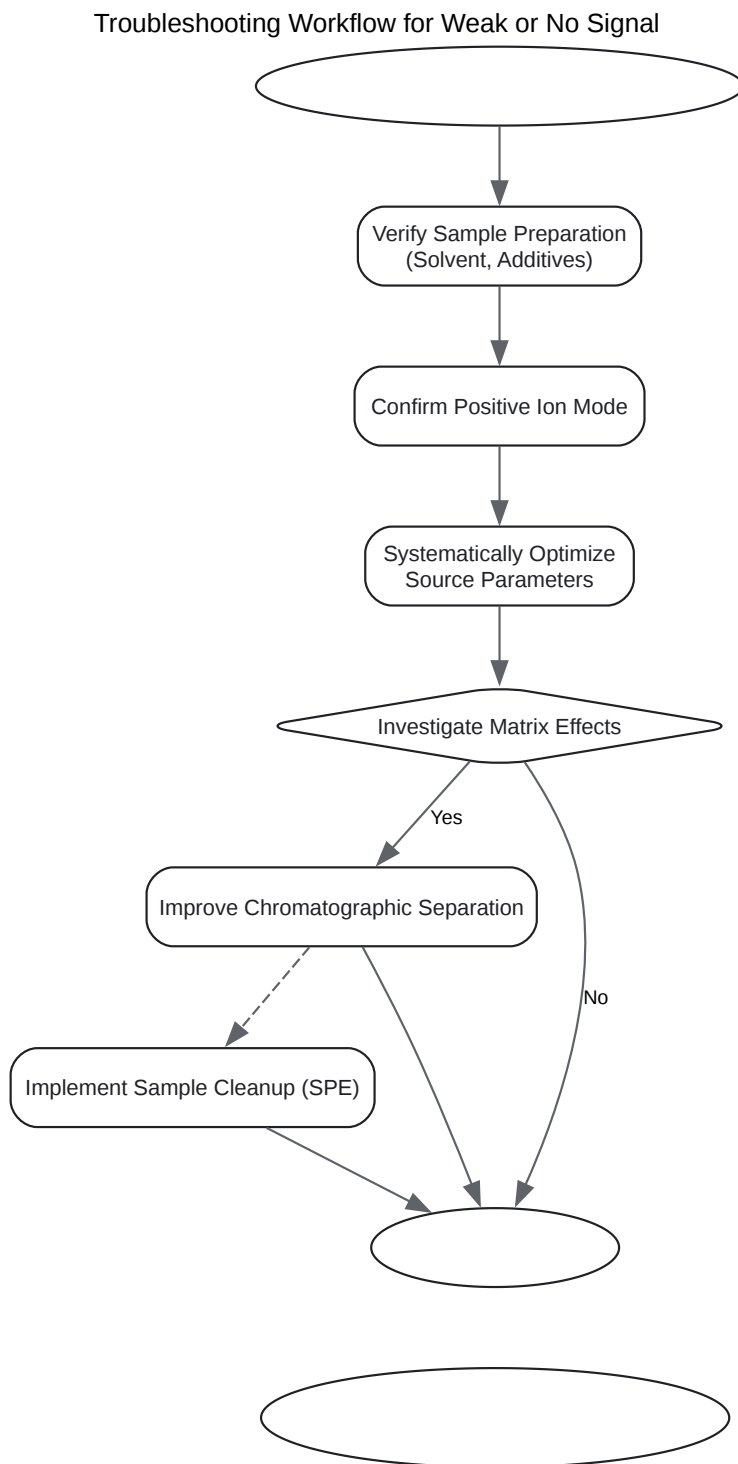 Troubleshooting Workflow for Weak or No Signal
Verify Sample Preparation
(Solvent, Additives)
Confirm Positive Ion Mode
Systematically Optimize
Source Parameters
Investigate Matrix Effects
Yes
Improve Chromatographic Separation
No
Implement Sample Cleanup (SPE)